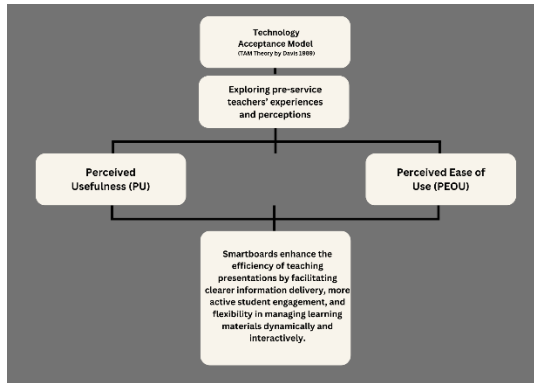 Technology
Acceptance Model
(TAM Theory by Davis 1989)
Exploring pre-service
teachers' experiences
and perceptions
Perceived
Usefulness (PU)
Perceived Ease of
Use (PEOU)
Smartboards enhance the
efficiency of teaching
presentations by facilitating
clearer information delivery, more
active student engagement, and
flexibility in managing learning
materials dynamically and
interactively.